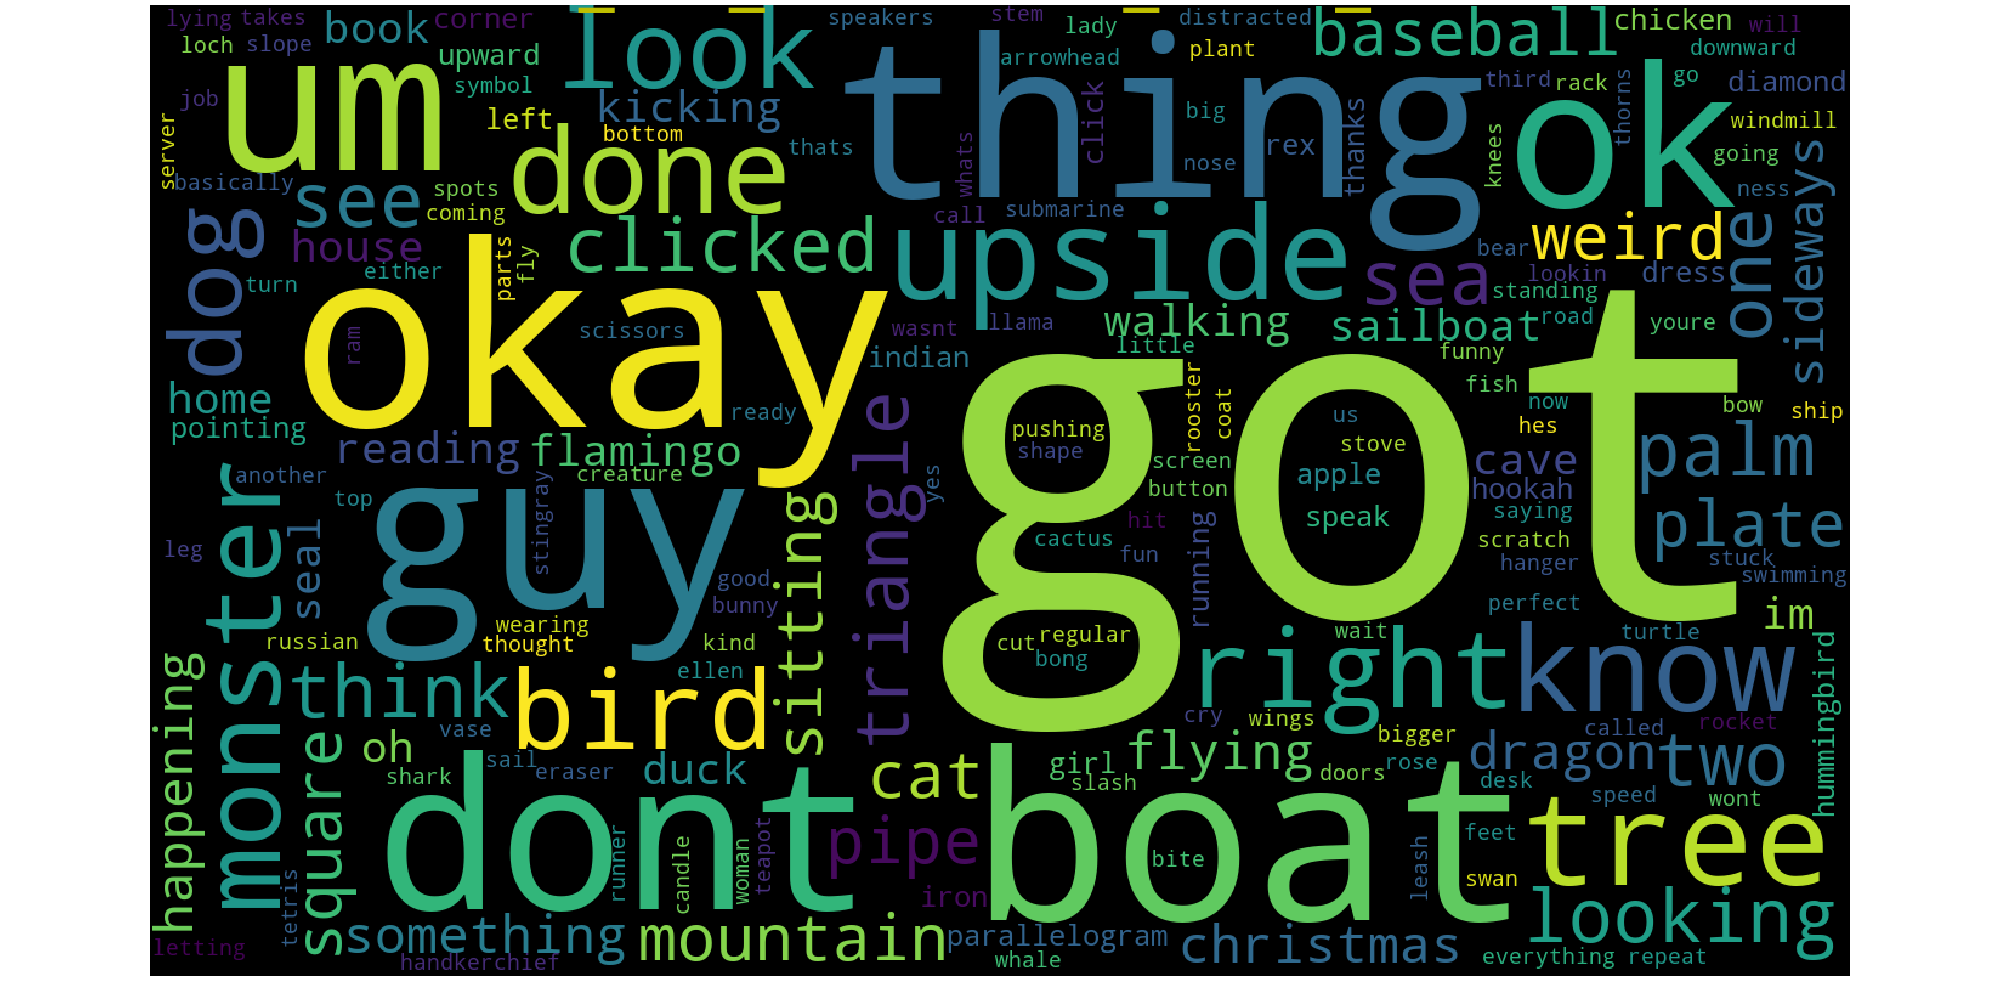 lying takes corner
book
look
speakers stem lady distracted
baseball
chicken will
loch slope
upward
symbol
arrowhead plant
downward
um
thing
ok
job
server
left
kicking
bottom
done
thats
click
big
nose
rex
thanks
third rack go
thorns
diamond
windmill
knees
going
whats
basically
see
spots
coming
clicked
call submarine
upside
bear
weird
ness
one
sideways
dog
house
either
turn
okay
parts
fly
scissors
ram
wasnt llama
sea
lookin dress
standing
walking
little
sailboat
road youre
indian
funny
fish
home
pointing
ready
got
rooster
coat
now
hes
bow ship
us
stove
apple
speak
pushing
shape
reading flamingo
creature
triangle
yes
screen
button
cave
hookah
palm
saying
plate
another
top
monster
guy
stingray
sitting
hit
cactus
fun
running
scratch
hanger
stuck
swimming
leg
seal
good
bunny
perfect
im
russian
wearing
thought
kind
ellen
cut regular
bong
wait
turtle
right
know
hummingbird
happening
think
bird
vase
cry wings
bigger
called rocket
square
oh
shark
sail eraser
duck
cat
girl
slash
flying
doors
rose
dragon
desk
two
speed
wont
dont
boat
tree
tetris
runner
candle
woman
teapot
pipe
iron
bite
leash
feet
swan
looking
letting
something
handkerchief
mountain
parallelogram
whale
christmas
everything repeat